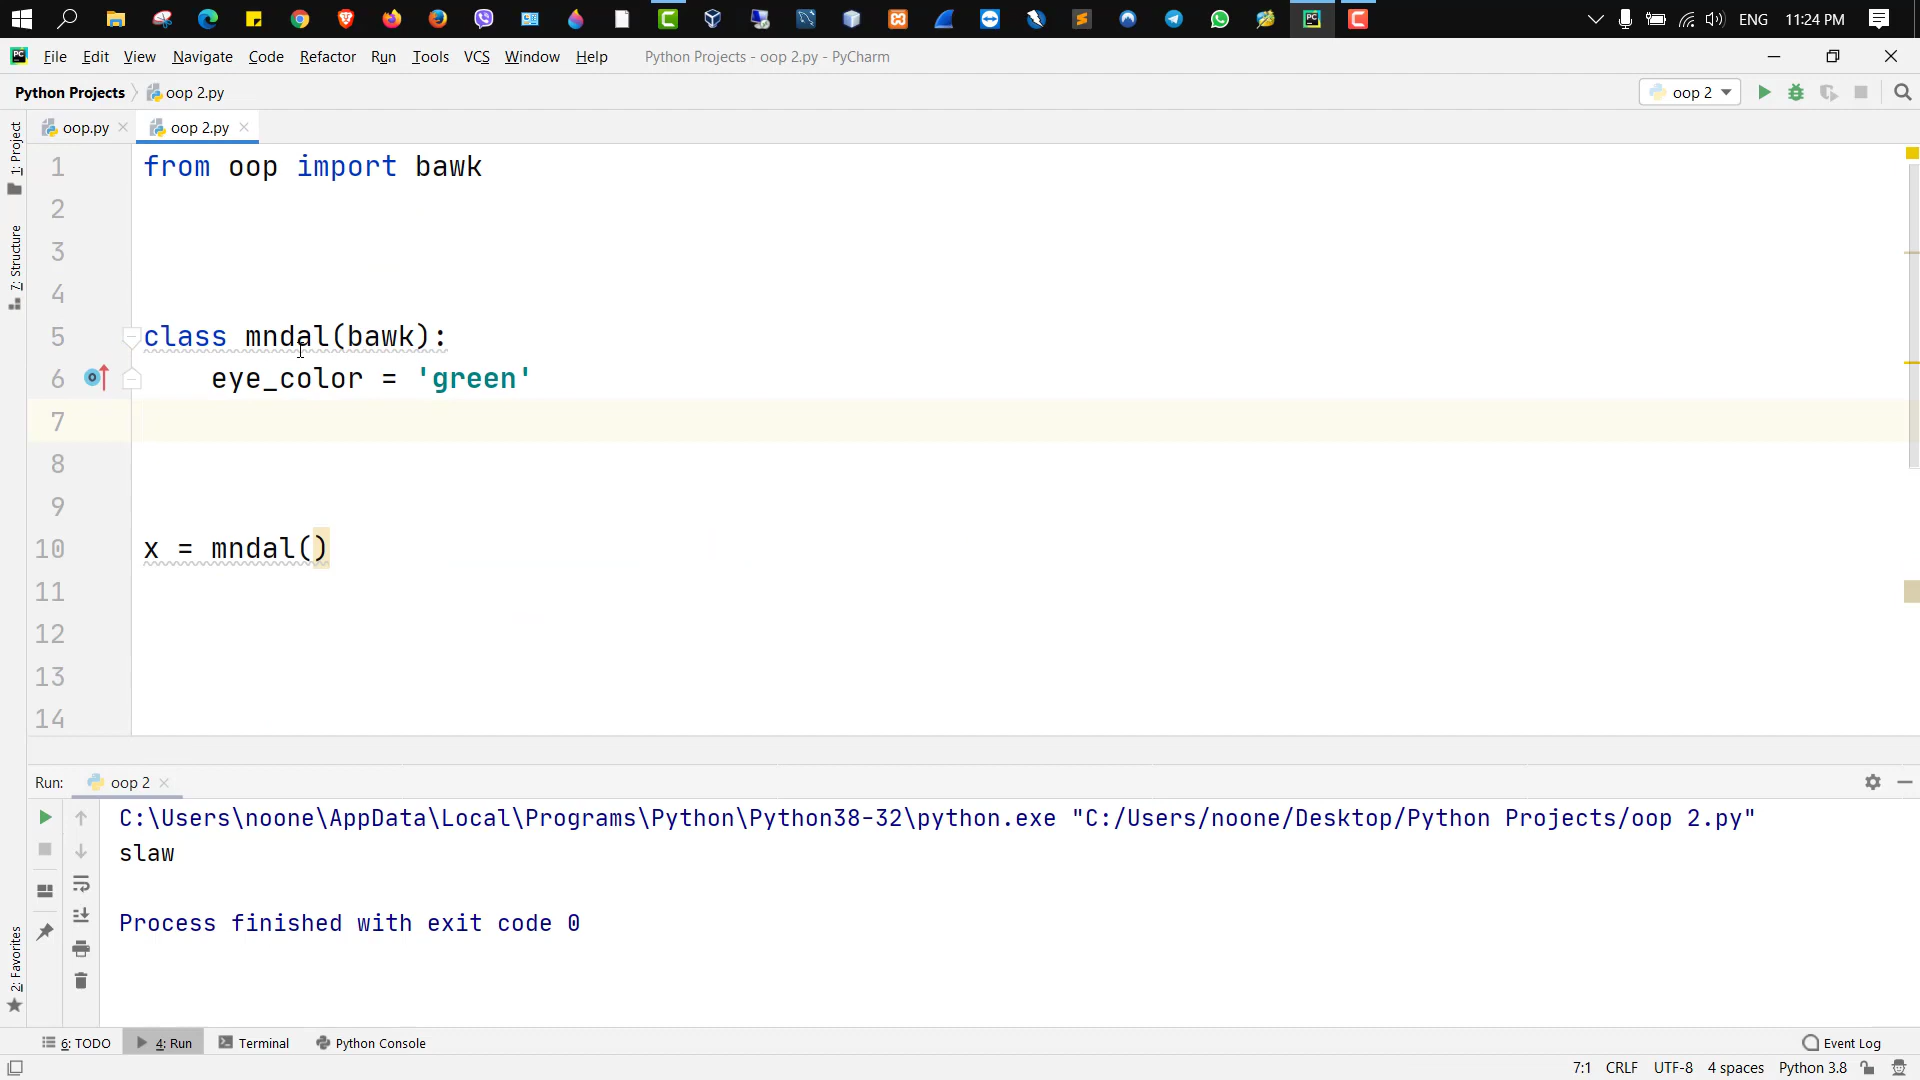 ENG 11:24 PM
File Edit View Navigate Code Refactor Run Tools VCS Window Help Python Projects - oop 2.py - PyCharm
Python Projects oop 2.py oop 2
oop.py oop 2.py
1: Project
7: Structure
1 from oop import bawk
2
3
4
5 class mndal(bawk):
6 eye_color = 'green'
7
8
9
10 x = mndal()
11
12
13
14
Run: oop 2
C:\Users\noone\AppData\Local\Programs\Python\Python38-32\python.exe "C:/Users/noone/Desktop/Python Projects/oop 2.py"
slaw
Process finished with exit code 0
2: Favorites
6: TODO 4: Run Terminal Python Console Event Log
7:1 CRLF UTF-8 4 spaces Python 3.8